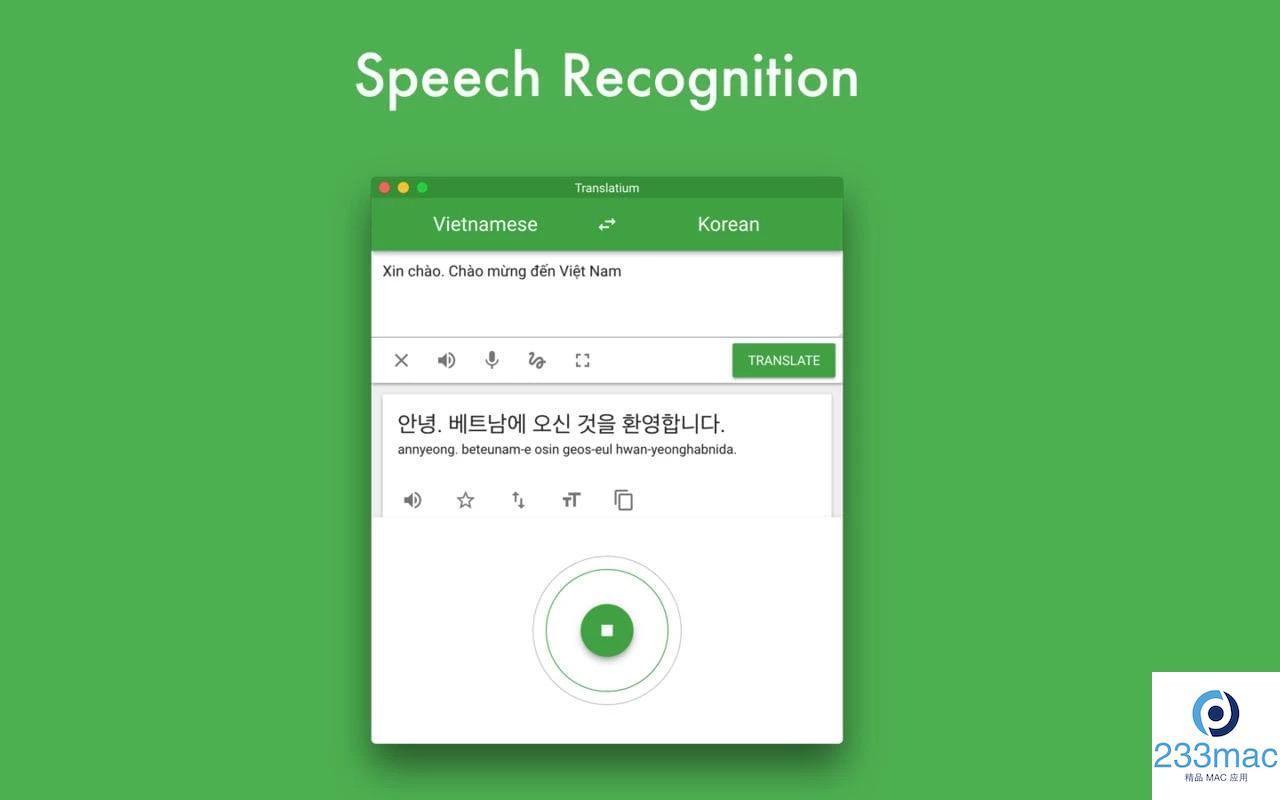 Speech Recognition
Translatium
Vietnamese
Korean
Xin chào. Chào mừng đến Việt Nam
TRANSLATE
안녕. 베트남에 오신 것을 환영합니다.
annyeong. beteunam-e osin geos-eul hwan-yeonghabnida.
233mac
精品 MAC 应用